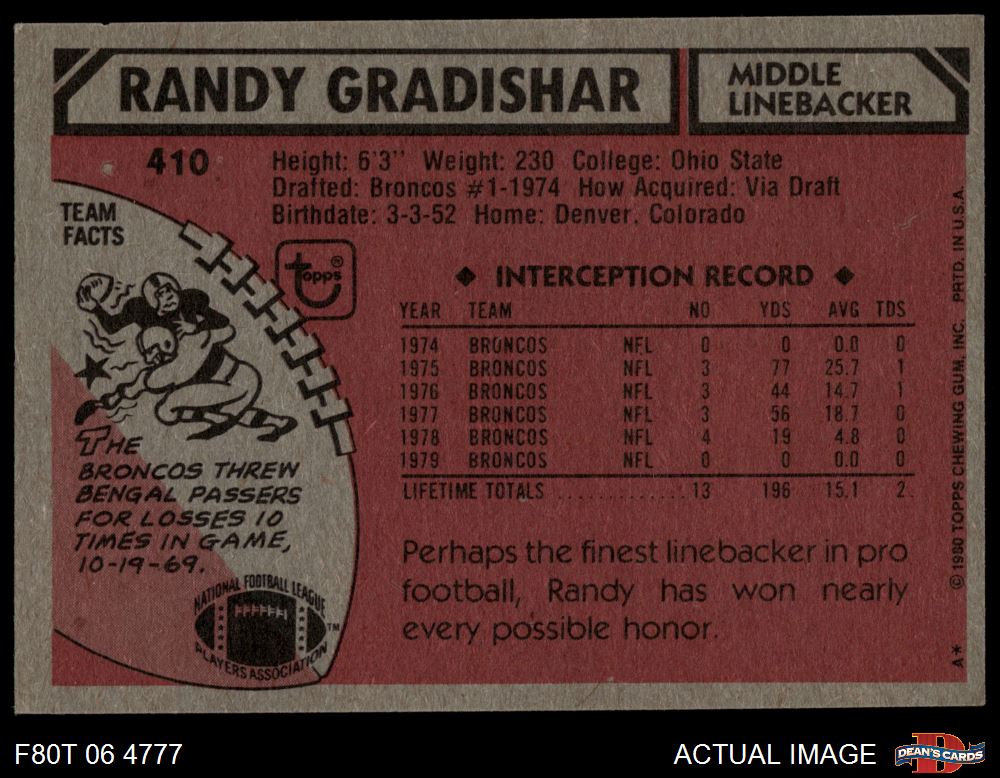 RANDY GRADISHAR
MIDDLE
LINEBACKER
410
Height: 6'3" Weight: 230 College: Ohio State
Drafted: Broncos #1-1974 How Acquired: Via Draft
Birthdate: 3-3-52 Home: Denver, Colorado
TEAM
FACTS
topps®
◆ INTERCEPTION RECORD ◆
YEAR TEAM NO YDS AVG TDS
1974 BRONCOS NFL 0 0 0.0 0
1975 BRONCOS NFL 3 77 25.7 1
1976 BRONCOS NFL 3 44 14.7 1
1977 BRONCOS NFL 3 56 18.7 0
1978 BRONCOS NFL 4 19 4.8 0
1979 BRONCOS NFL 0 0 0.0 0
LIFETIME TOTALS ............ 13 196 15.1 2
THE
BRONCOS THREW
BENGAL PASSERS
FOR LOSSES 10
TIMES IN GAME,
10-19-69.
NATIONAL FOOTBALL LEAGUE
PLAYERS ASSOCIATION
TM
Perhaps the finest linebacker in pro
football, Randy has won nearly
every possible honor.
A* © 1980 TOPPS CHEWING GUM, INC. PRTD. IN U.S.A.
F80T 06 4777
ACTUAL IMAGE
D
DEAN'S CARDS